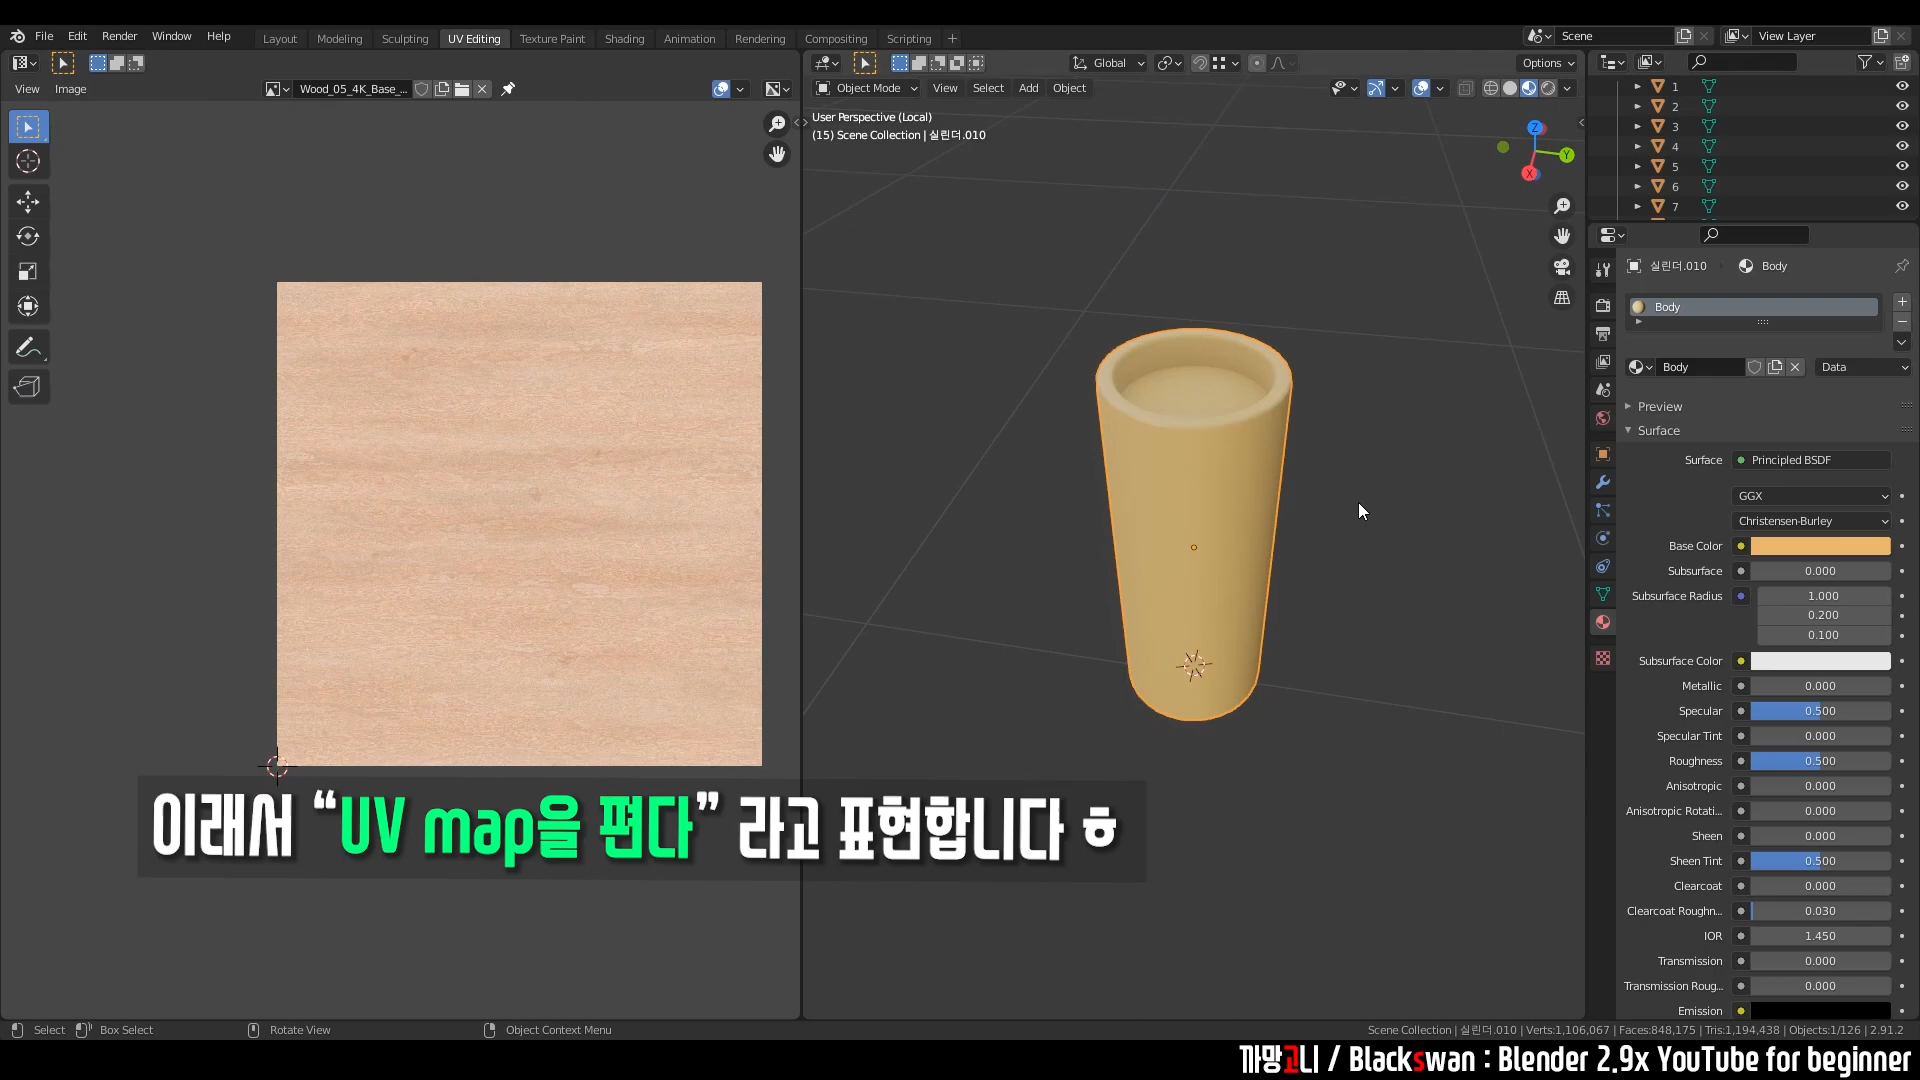 File Edit Render Window Help
Layout Modeling Sculpting UV Editing Texture Paint Shading Animation Rendering Compositing Scripting +
Scene
View Layer
View Image
Wood_05_4K_Base_...
Global
Options
Object Mode View Select Add Object
User Perspective (Local)
(15) Scene Collection | 실린더.010
Z
Y
X
1
2
3
4
5
6
7
실린더.010 Body
Body
Body
Data
Preview
Surface
Surface Principled BSDF
GGX
Christensen-Burley
Base Color
Subsurface 0.000
Subsurface Radius 1.000
0.200
0.100
Subsurface Color
Metallic 0.000
Specular 0.500
Specular Tint 0.000
Roughness 0.500
Anisotropic 0.000
Anisotropic Rotati... 0.000
Sheen 0.000
Sheen Tint 0.500
Clearcoat 0.000
Clearcoat Roughn... 0.030
IOR 1.450
Transmission 0.000
Transmission Roug... 0.000
Emission
이래서 “UV map을 편다” 라고 표현합니다 ㅎ
Select Box Select Rotate View Object Context Menu
Scene Collection | 실린더.010 | Verts:1,106,067 | Faces:848,175 | Tris:1,194,438 | Objects:1/126 | 2.91.2
까망고니 / Blackswan : Blender 2.9x YouTube for beginner